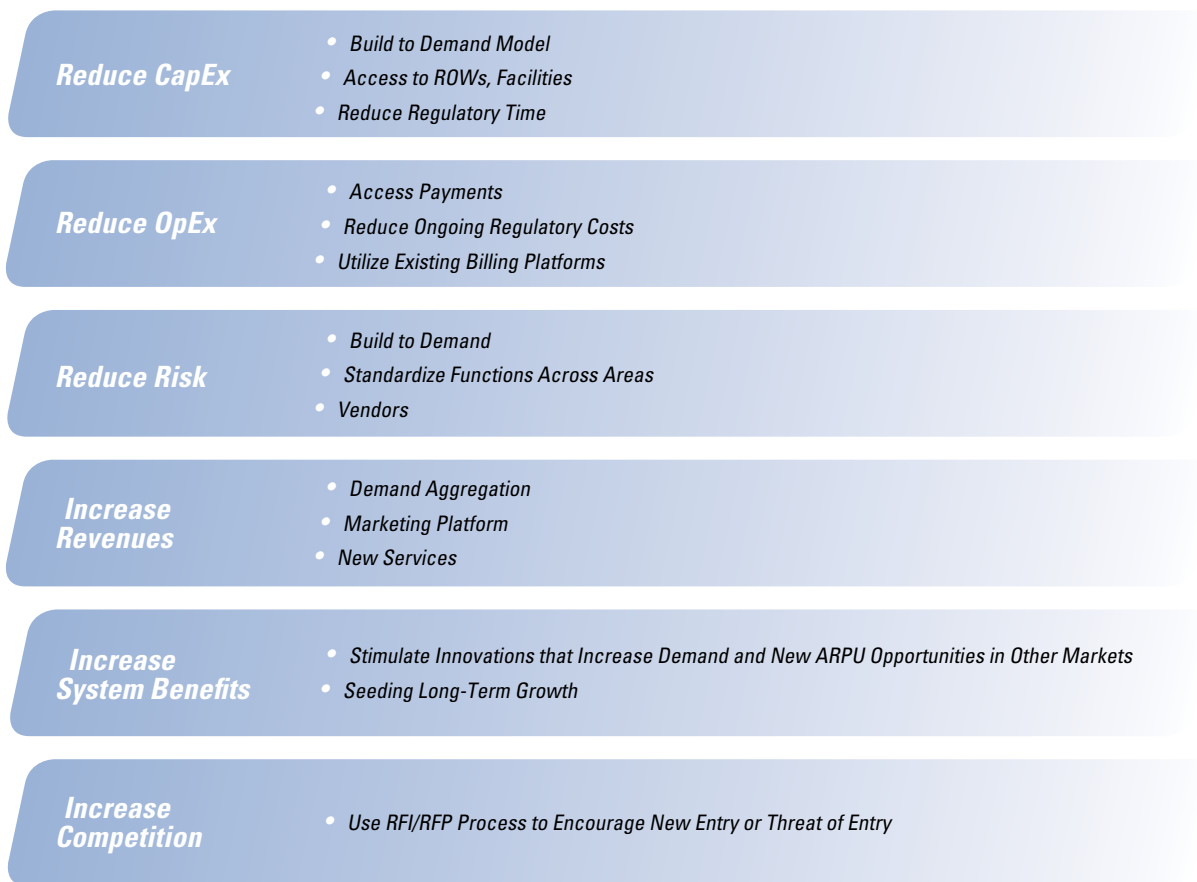 Reduce CapEx
• Build to Demand Model
• Access to ROWs, Facilities
• Reduce Regulatory Time
Reduce OpEx
• Access Payments
• Reduce Ongoing Regulatory Costs
• Utilize Existing Billing Platforms
Reduce Risk
• Build to Demand
• Standardize Functions Across Areas
• Vendors
Increase
Revenues
• Demand Aggregation
• Marketing Platform
• New Services
Increase
System Benefits
• Stimulate Innovations that Increase Demand and New ARPU Opportunities in Other Markets
• Seeding Long-Term Growth
Increase
Competition
• Use RFI/RFP Process to Encourage New Entry or Threat of Entry